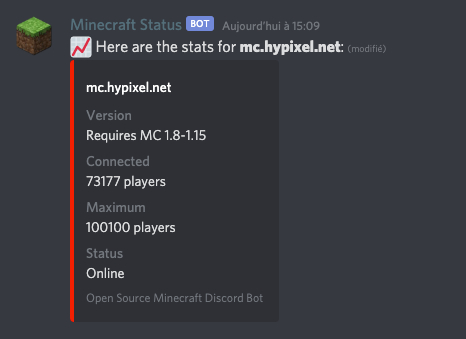 Minecraft Status BOT Aujourd'hui à 15:09
Here are the stats for mc.hypixel.net: (modifié)
mc.hypixel.net
Version
Requires MC 1.8-1.15
Connected
73177 players
Maximum
100100 players
Status
Online
Open Source Minecraft Discord Bot